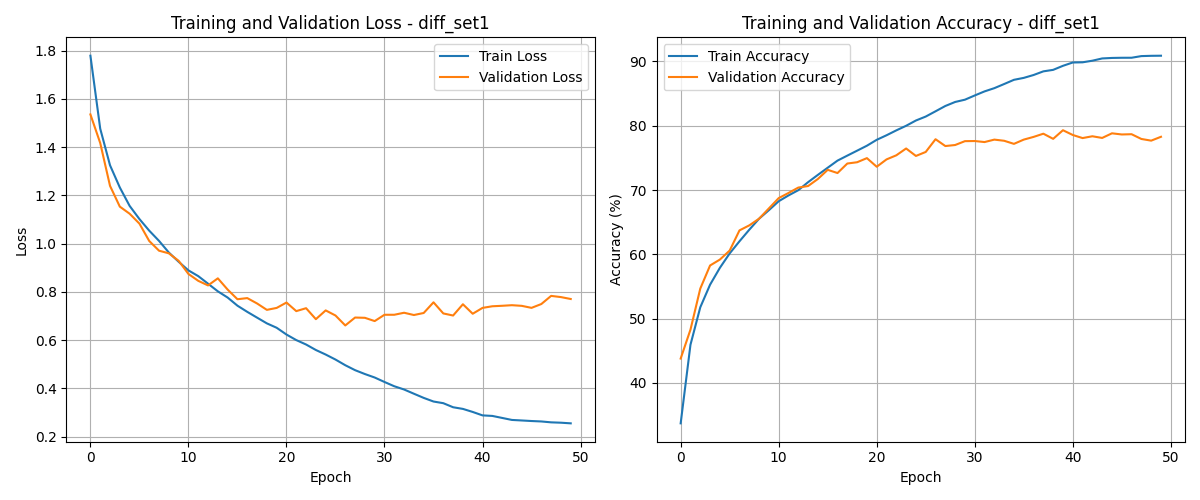 Training and Validation Loss - diff_set1
Train Loss
Validation Loss
1.8
1.6
1.4
1.2
1.0
0.8
0.6
0.4
0.2
Loss
0 10 20 30 40 50
Epoch
Training and Validation Accuracy - diff_set1
Train Accuracy
Validation Accuracy
90
80
70
60
50
40
Accuracy (%)
0 10 20 30 40 50
Epoch